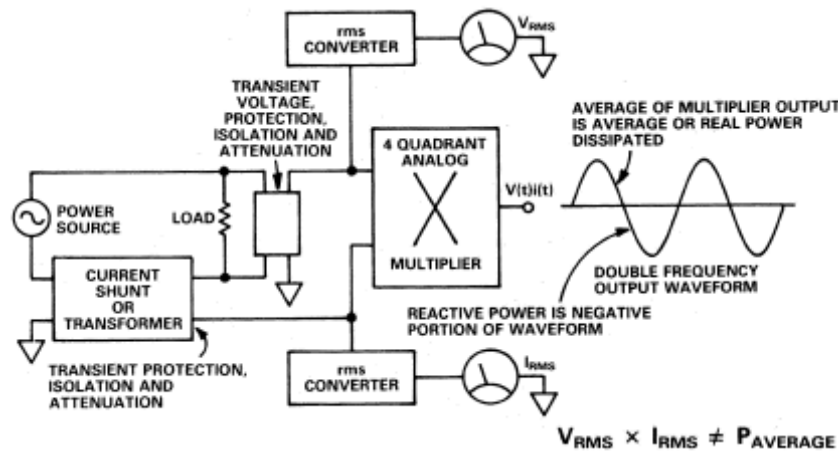 rms
CONVERTER
VRMS
TRANSIENT
VOLTAGE,
PROTECTION,
ISOLATION AND
ATTENUATION
POWER
SOURCE
LOAD
CURRENT
SHUNT
OR
TRANSFORMER
TRANSIENT PROTECTION,
ISOLATION AND
ATTENUATION
4 QUADRANT
ANALOG
MULTIPLIER
V(t)i(t)
AVERAGE OF MULTIPLIER OUTPUT
IS AVERAGE OR REAL POWER
DISSIPATED
DOUBLE FREQUENCY
OUTPUT WAVEFORM
REACTIVE POWER IS NEGATIVE
PORTION OF WAVEFORM
rms
CONVERTER
IRMS
VRMS × IRMS ≠ PAVERAGE